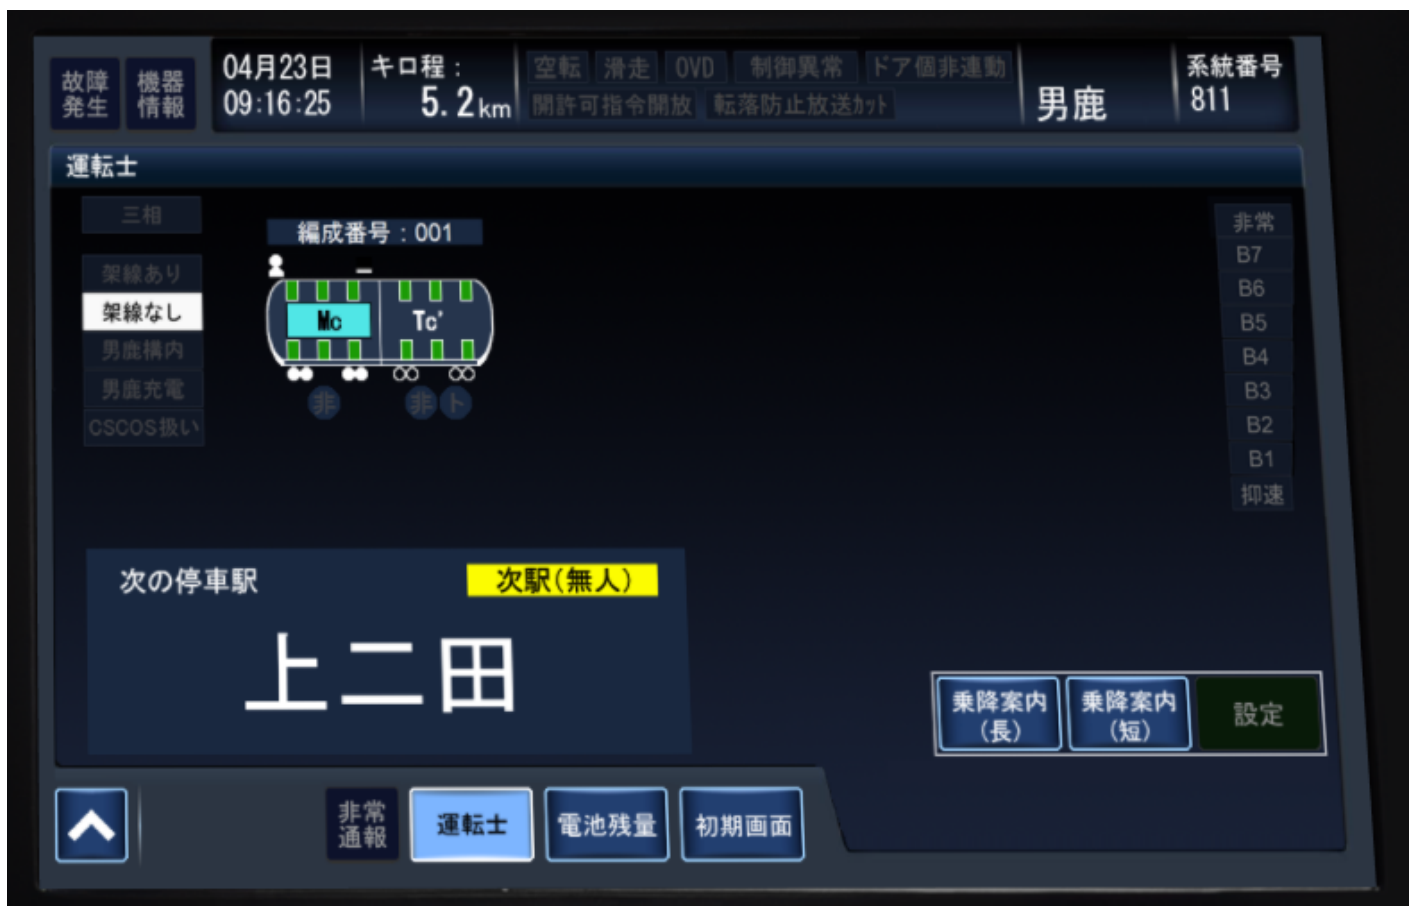 故障
発生
機器
情報
04月23日
09:16:25
キロ程：
5.2km
空転 滑走 OVD 制御異常 ドア個非連動
開許可指令開放 転落防止放送ｶｯﾄ
男鹿
系統番号
811
運転士
三相
架線あり
架線なし
男鹿構内
男鹿充電
CSCOS扱い
編成番号：001
Mc Tc'
非 非 ト
非常
B7
B6
B5
B4
B3
B2
B1
抑速
次の停車駅
次駅(無人)
上二田
乗降案内
(長)
乗降案内
(短)
設定
非常
通報
運転士
電池残量
初期画面